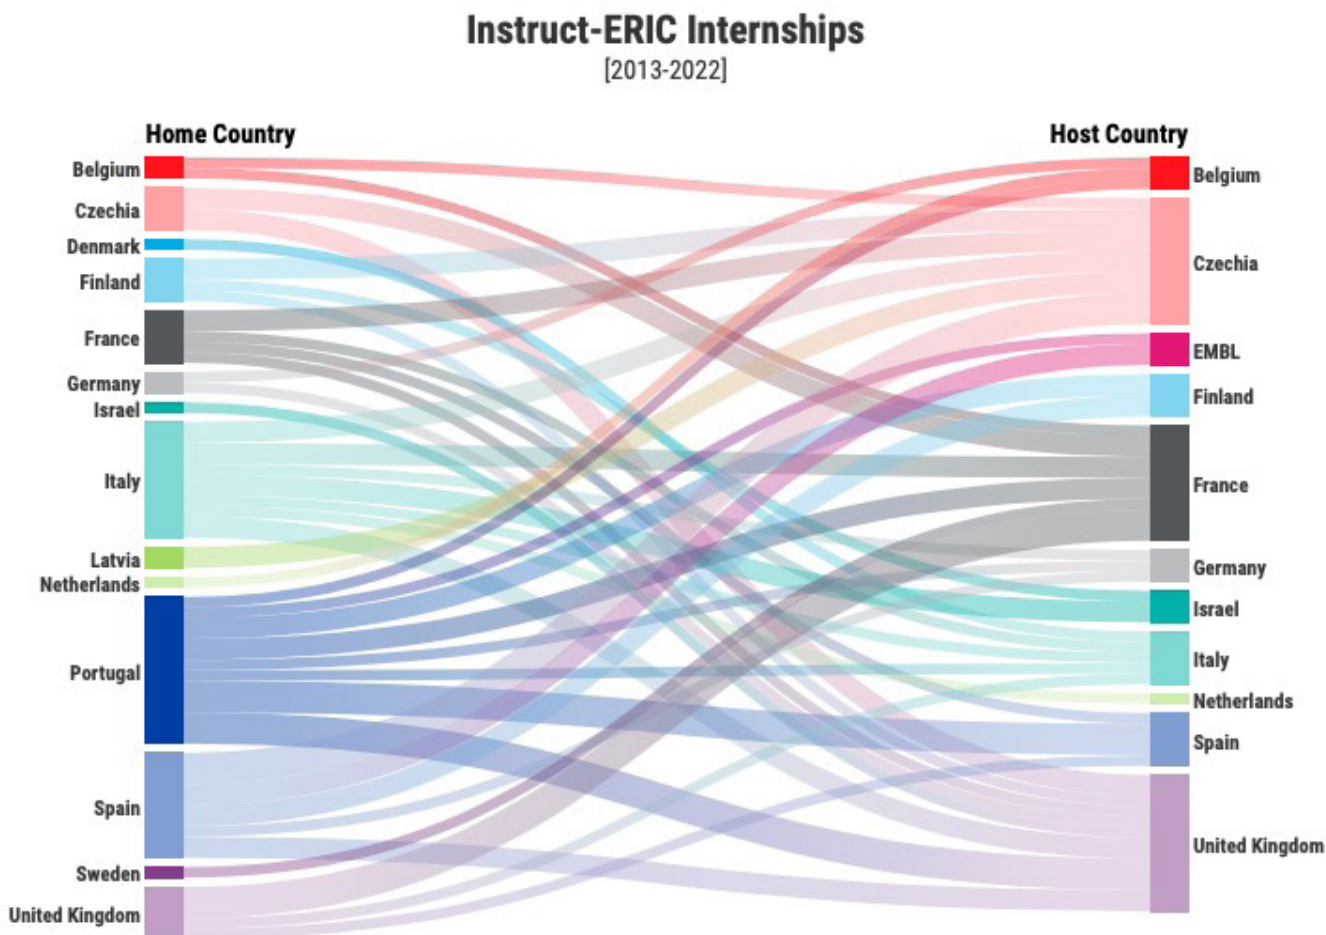 Instruct-ERIC Internships
[2013-2022]
Home Country
Host Country
Belgium
Czechia
Denmark
Finland
France
Germany
Israel
Italy
Latvia
Netherlands
Portugal
Spain
Sweden
United Kingdom
Belgium
Czechia
EMBL
Finland
France
Germany
Israel
Italy
Netherlands
Spain
United Kingdom